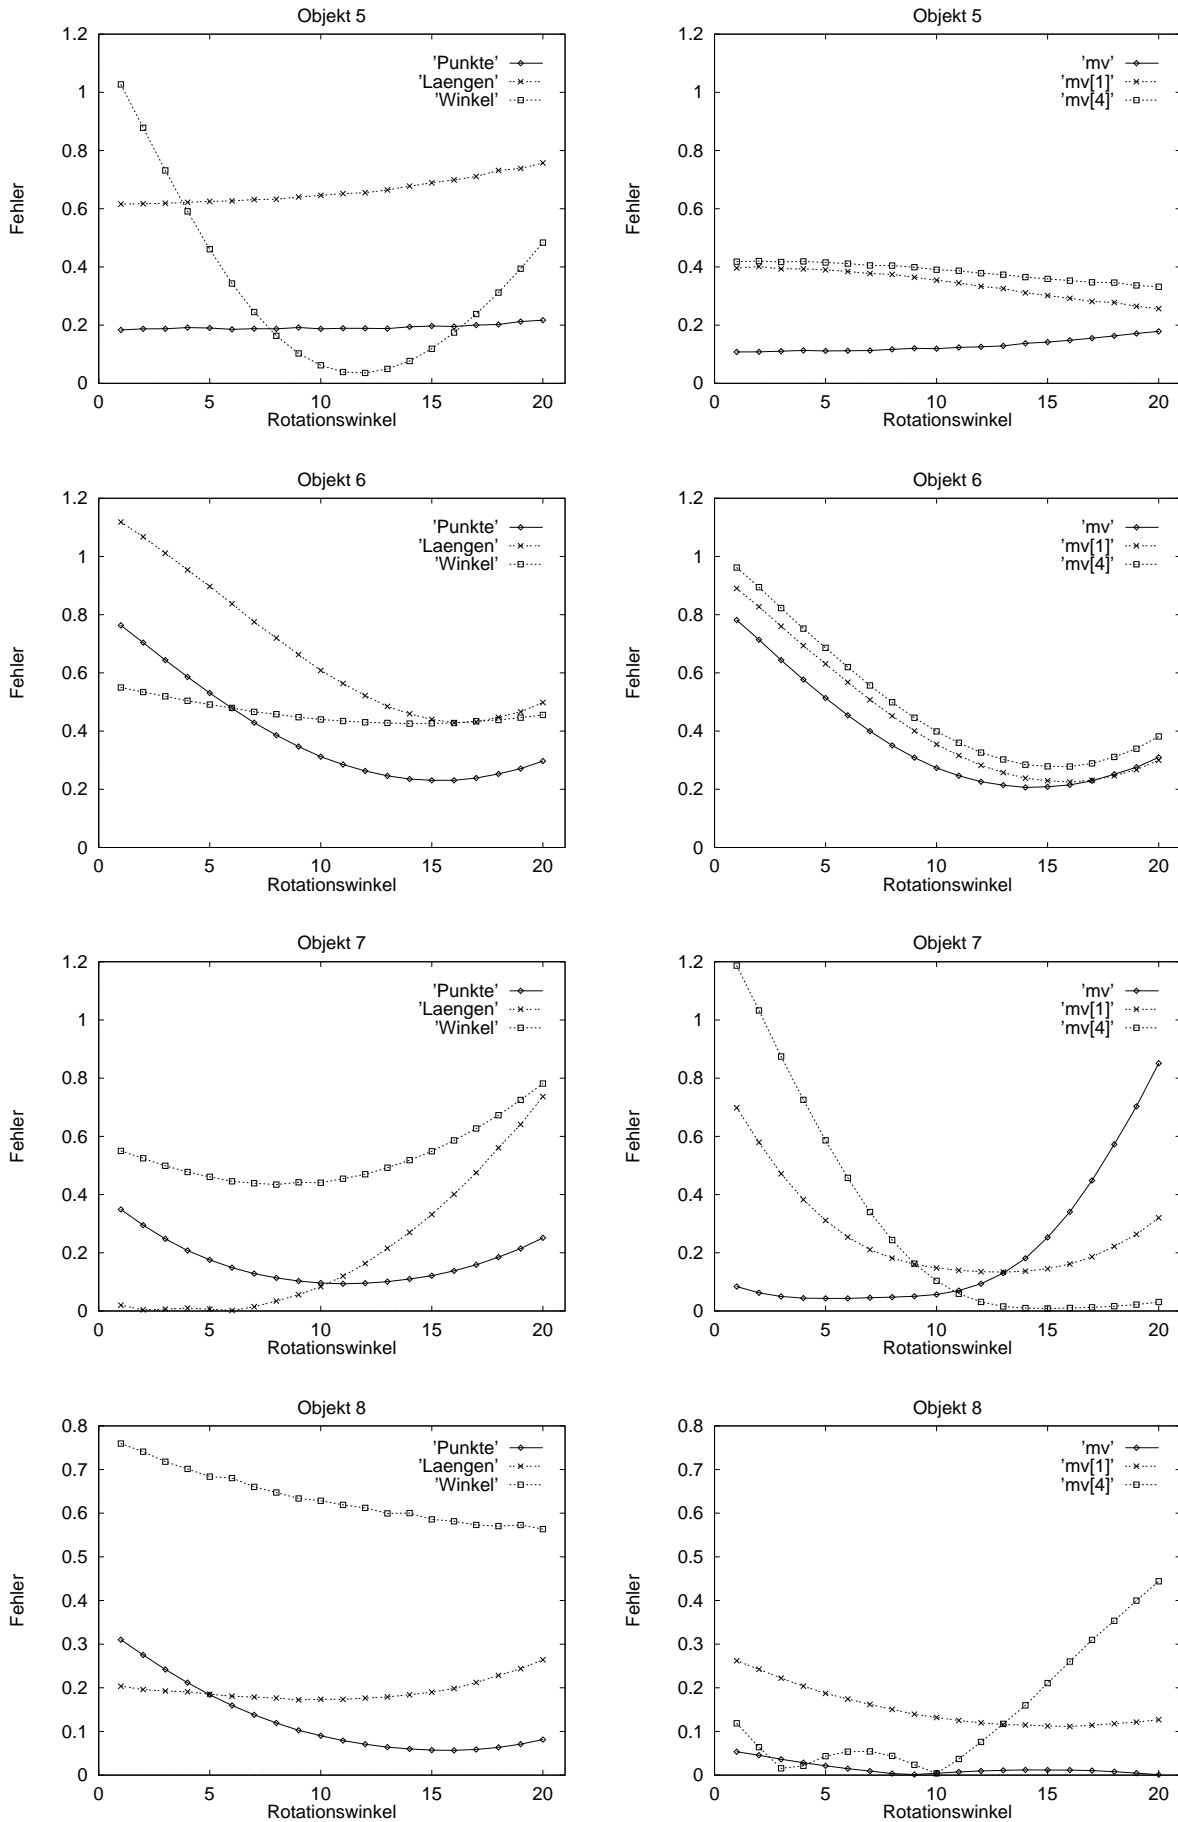 Objekt 5
1.2
1
0.8
0.6
0.4
0.2
0
0 5 10 15 20
Fehler
Rotationswinkel
'Punkte'
'Laengen'
'Winkel'
Objekt 5
1.2
1
0.8
0.6
0.4
0.2
0
0 5 10 15 20
Fehler
Rotationswinkel
'mv'
'mv[1]'
'mv[4]'
Objekt 6
1.2
1
0.8
0.6
0.4
0.2
0
0 5 10 15 20
Fehler
Rotationswinkel
'Punkte'
'Laengen'
'Winkel'
Objekt 6
1.2
1
0.8
0.6
0.4
0.2
0
0 5 10 15 20
Fehler
Rotationswinkel
'mv'
'mv[1]'
'mv[4]'
Objekt 7
1.2
1
0.8
0.6
0.4
0.2
0
0 5 10 15 20
Fehler
Rotationswinkel
'Punkte'
'Laengen'
'Winkel'
Objekt 7
1.2
1
0.8
0.6
0.4
0.2
0
0 5 10 15 20
Fehler
Rotationswinkel
'mv'
'mv[1]'
'mv[4]'
Objekt 8
0.8
0.7
0.6
0.5
0.4
0.3
0.2
0.1
0
0 5 10 15 20
Fehler
Rotationswinkel
'Punkte'
'Laengen'
'Winkel'
Objekt 8
0.8
0.7
0.6
0.5
0.4
0.3
0.2
0.1
0
0 5 10 15 20
Fehler
Rotationswinkel
'mv'
'mv[1]'
'mv[4]'